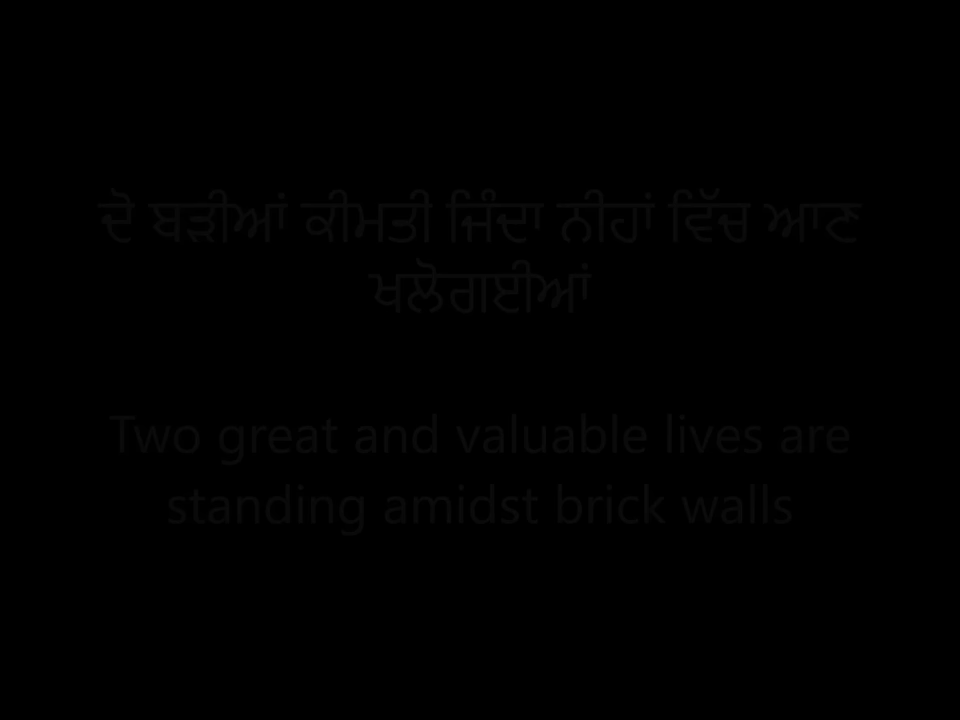 ਦੋ ਬੜੀਆਂ ਕੀਮਤੀ ਜਿੰਦਾ ਨੀਹਾਂ ਵਿੱਚ ਆਣ
ਖਲੋਗਈਆਂ
Two great and valuable lives are
standing amidst brick walls